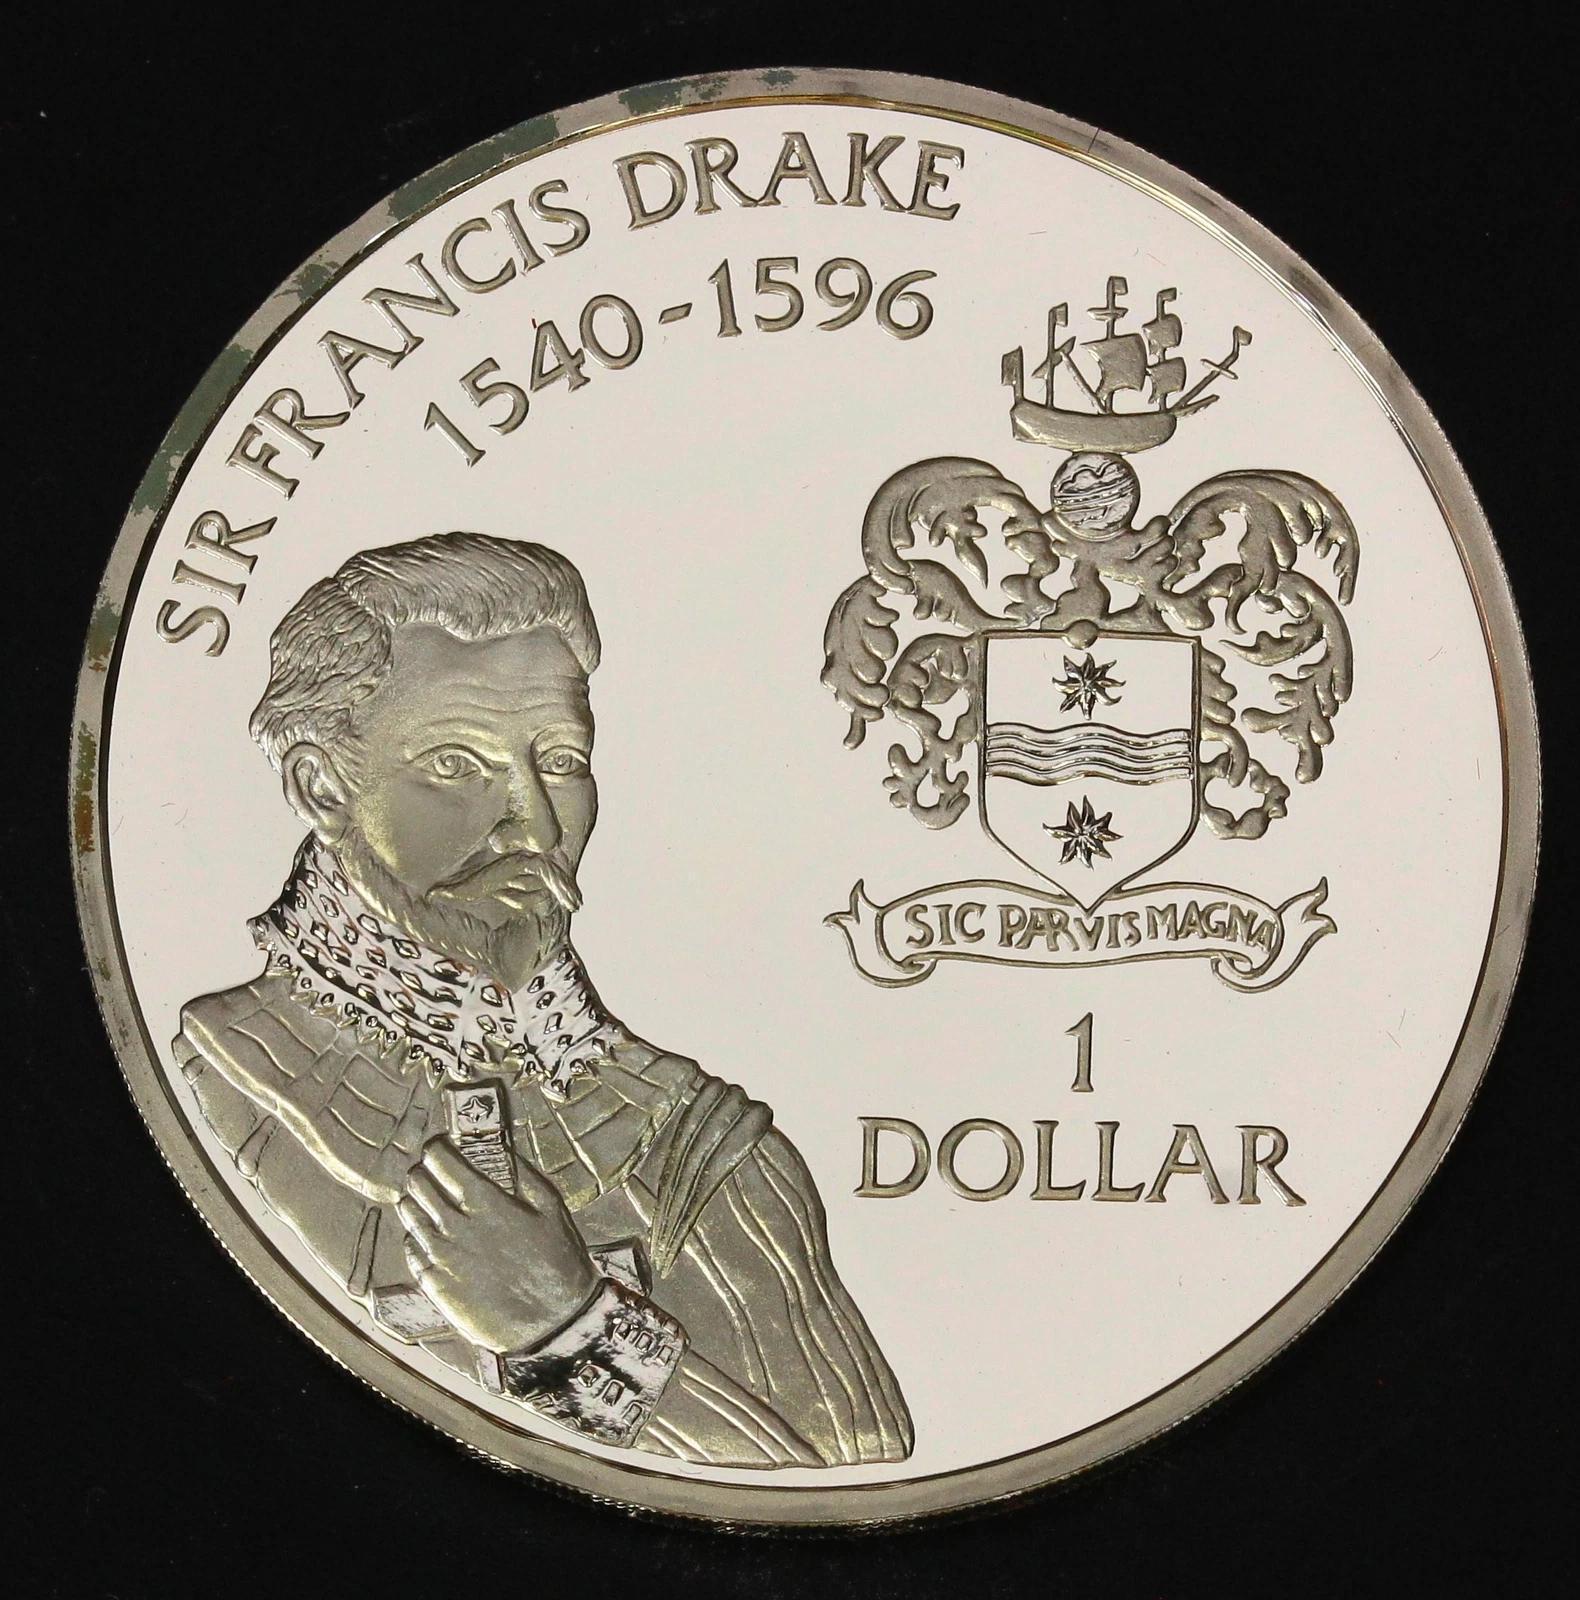 SIR FRANCIS DRAKE
1540-1596
SIC PARVIS MAGNA
1
DOLLAR